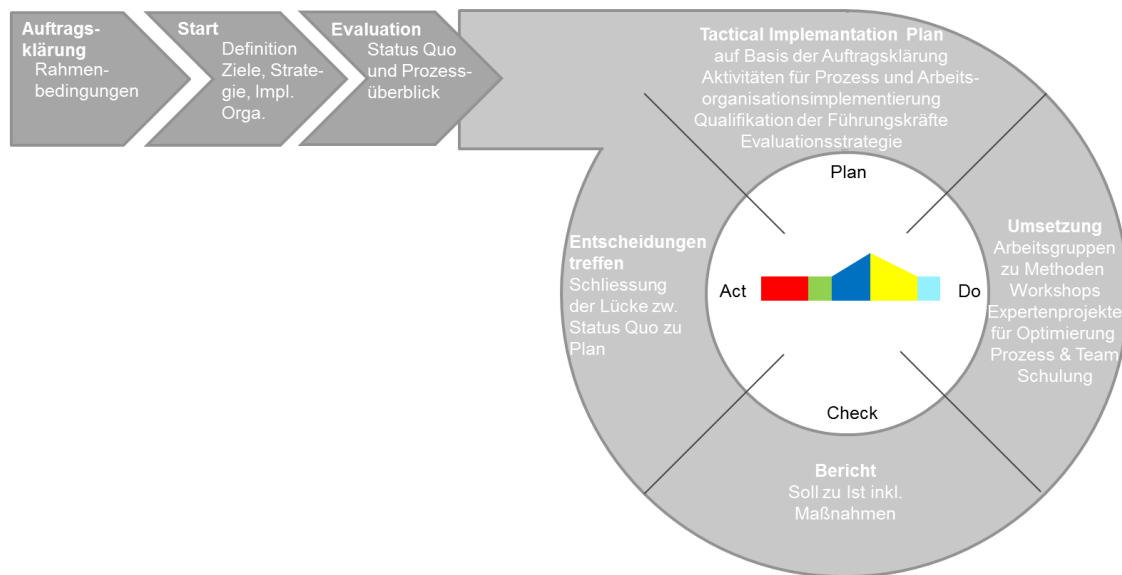 Auftrags-
klärung
Rahmen-
bedingungen
Start
Definition
Ziele, Strate-
gie, Impl.
Orga.
Evaluation
Status Quo
und Prozess-
überblick
Tactical Implemantation Plan
auf Basis der Auftragsklärung
Aktivitäten für Prozess und Arbeits-
organisationsimplementierung
Qualifikation der Führungskräfte
Evaluationsstrategie
Plan
Umsetzung
Arbeitsgruppen
zu Methoden
Workshops
Expertenprojekte
für Optimierung
Prozess & Team
Schulung
Do
Check
Bericht
Soll zu Ist inkl.
Maßnahmen
Entscheidungen
treffen
Schliessung
der Lücke zw.
Status Quo zu
Plan
Act